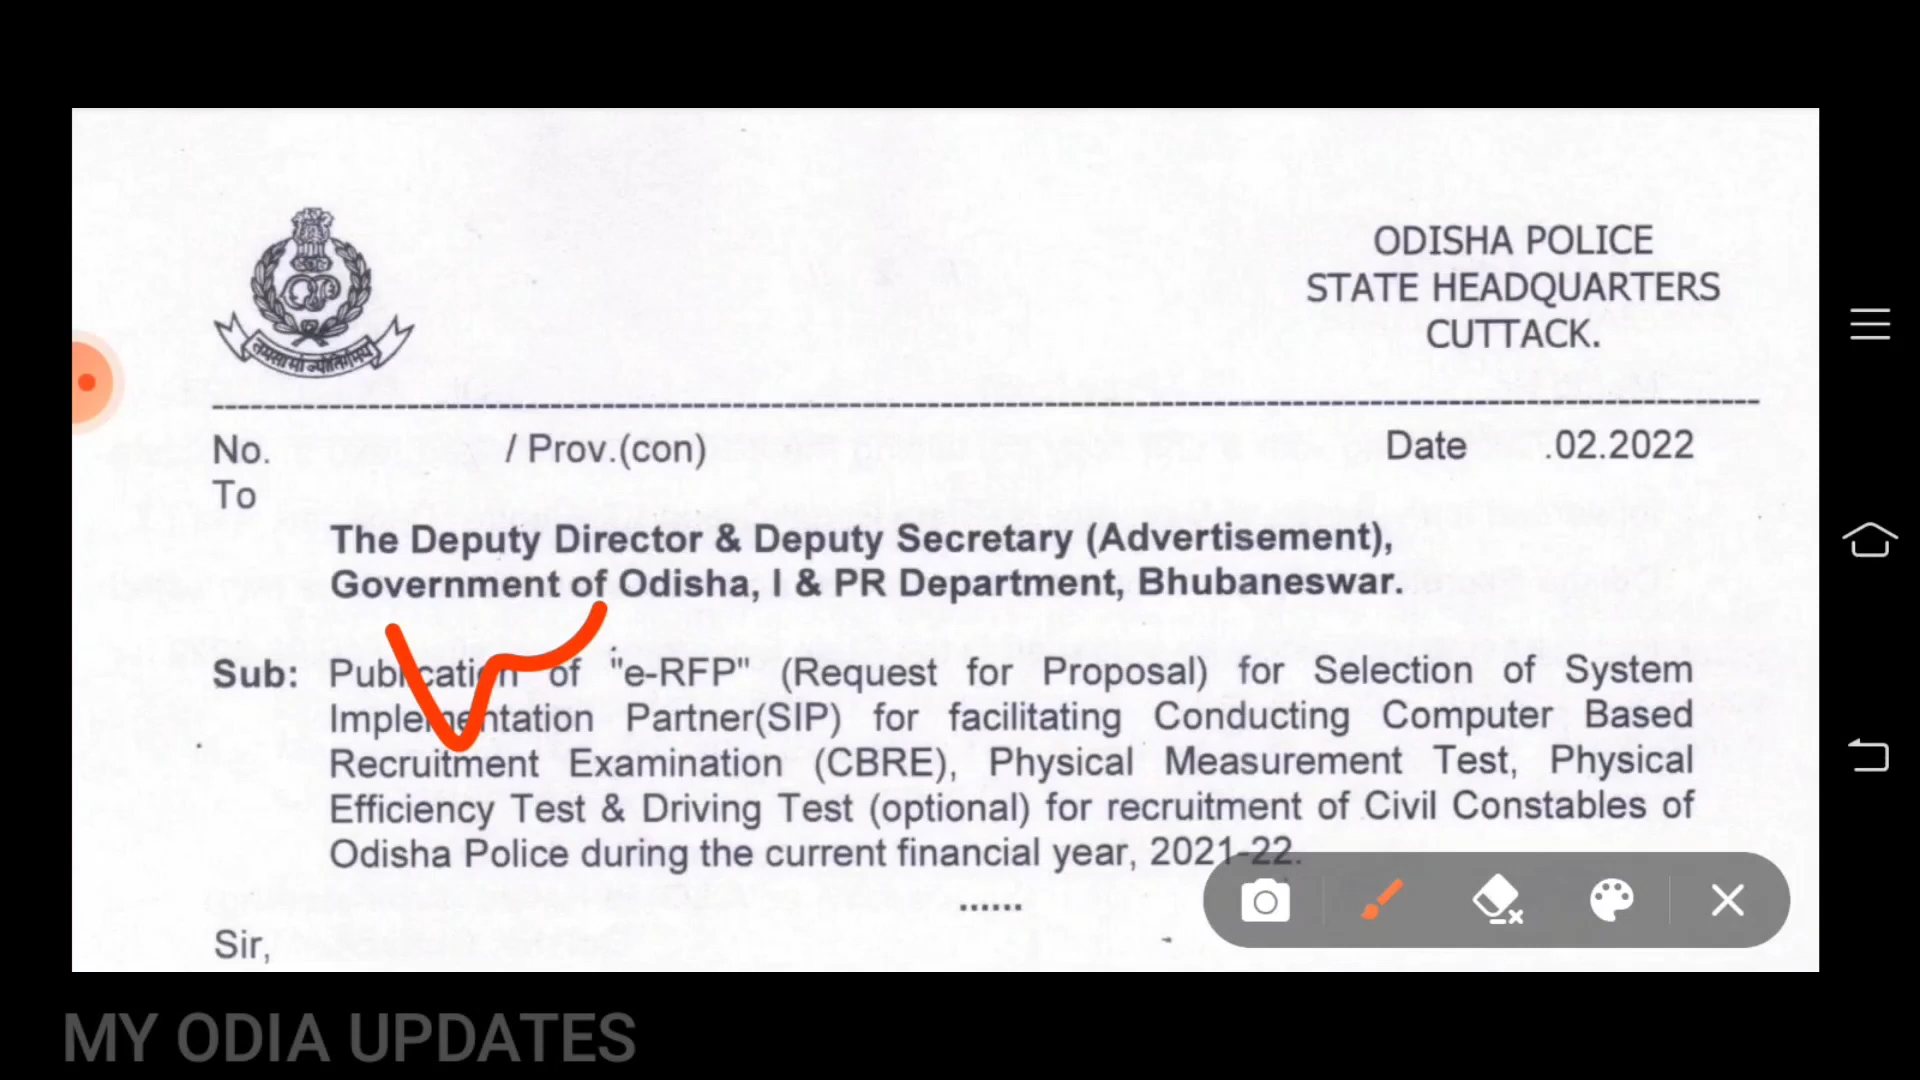 ODISHA POLICE
STATE HEADQUARTERS
CUTTACK.
तमसो मा ज्योतिर्गमय
No. / Prov.(con) Date .02.2022
To
The Deputy Director & Deputy Secretary (Advertisement),
Government of Odisha, I & PR Department, Bhubaneswar.
Sub: Publication of "e-RFP" (Request for Proposal) for Selection of System
Implementation Partner(SIP) for facilitating Conducting Computer Based
Recruitment Examination (CBRE), Physical Measurement Test, Physical
Efficiency Test & Driving Test (optional) for recruitment of Civil Constables of
Odisha Police during the current financial year, 2021-22.
......
Sir,
MY ODIA UPDATES